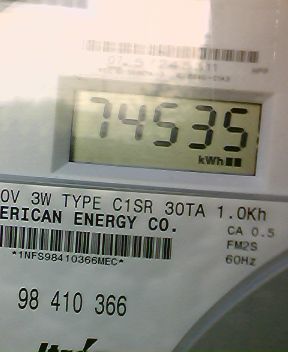 74535
kWh
0V 3W TYPE C1SR 30TA 1.0Kh
ERICAN ENERGY CO.
CA 0.5
FM2S
60Hz
*1NFS98410366MEC*
98 410 366